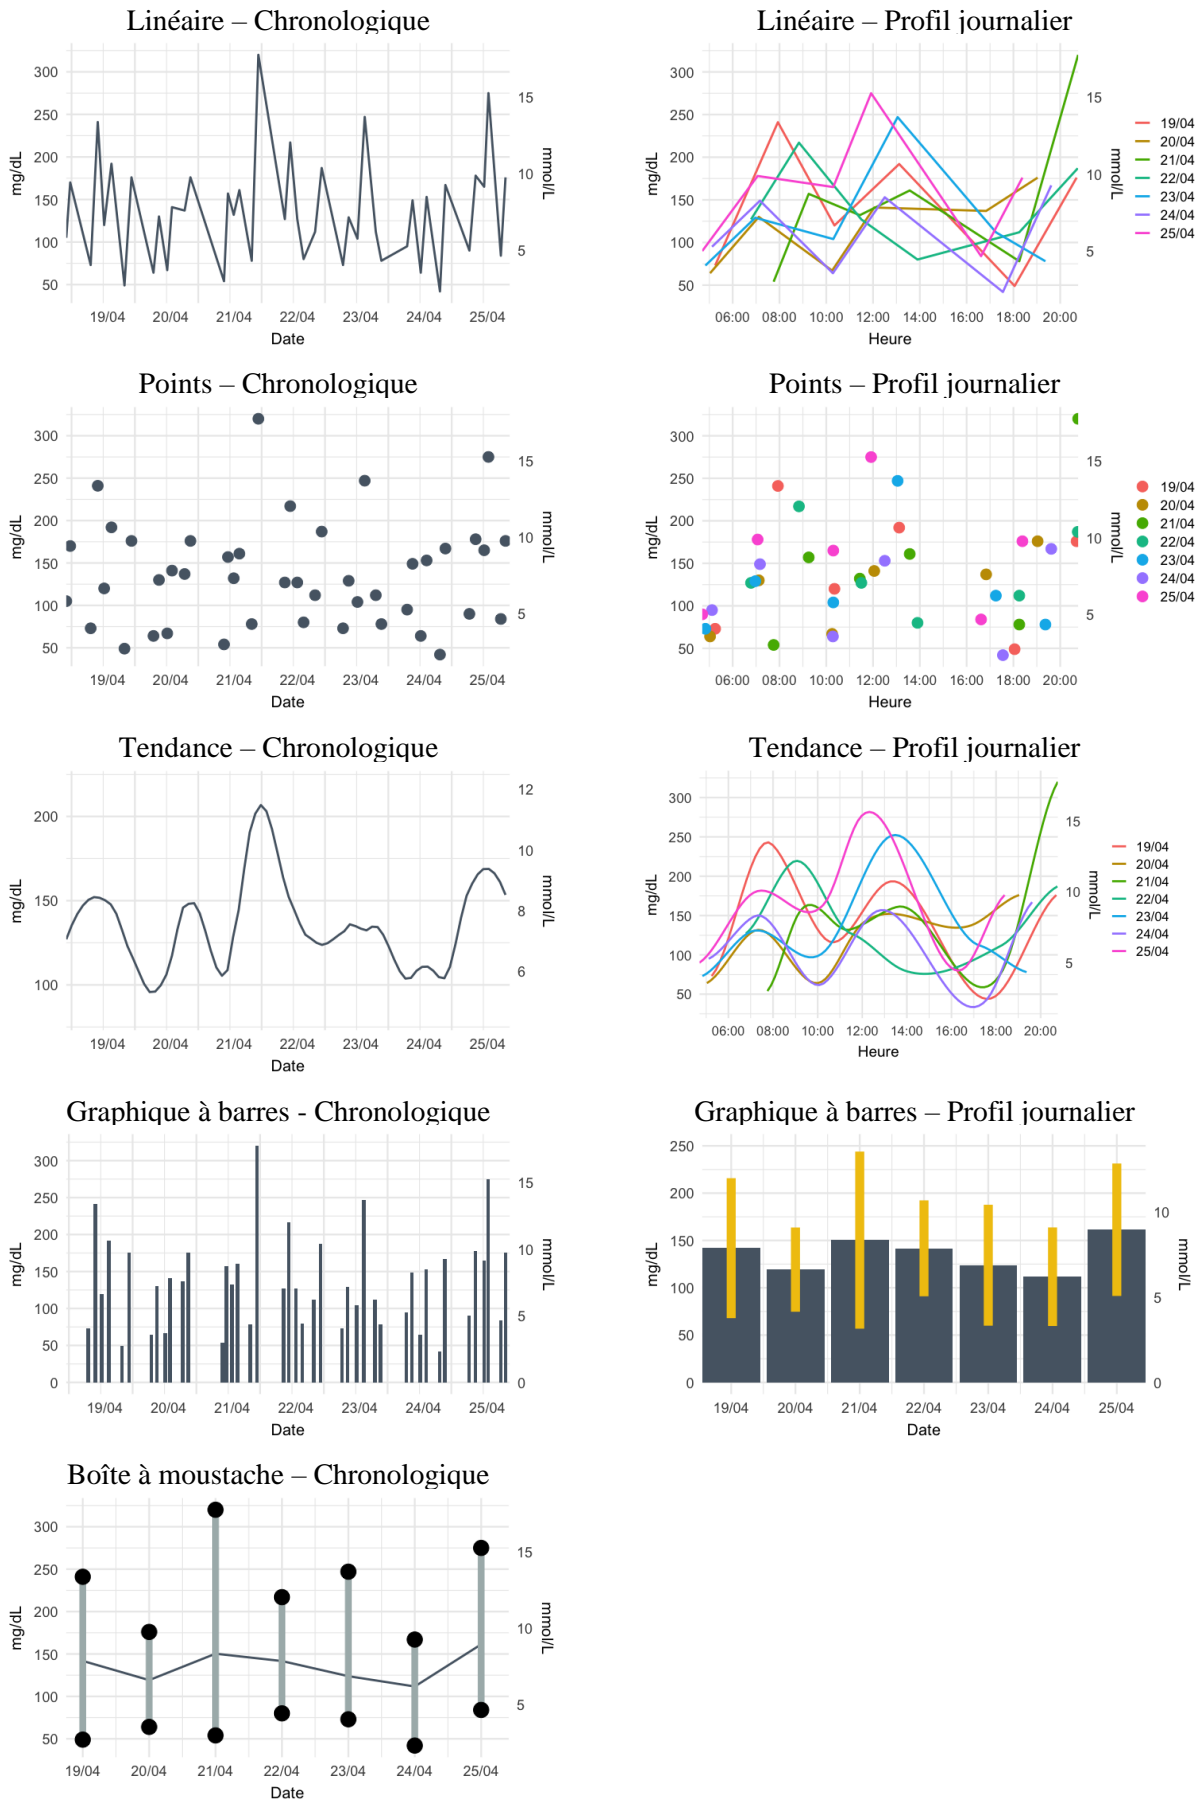 Linéaire – Chronologique
300
250
200
150
100
50
mg/dL
15
10
5
mmol/L
19/04 20/04 21/04 22/04 23/04 24/04 25/04
Date
Linéaire – Profil journalier
300
250
200
150
100
50
mg/dL
15
10
5
mmol/L
06:00 08:00 10:00 12:00 14:00 16:00 18:00 20:00
Heure
19/04
20/04
21/04
22/04
23/04
24/04
25/04
Points – Chronologique
300
250
200
150
100
50
mg/dL
15
10
5
mmol/L
19/04 20/04 21/04 22/04 23/04 24/04 25/04
Date
Points – Profil journalier
300
250
200
150
100
50
mg/dL
15
10
5
mmol/L
06:00 08:00 10:00 12:00 14:00 16:00 18:00 20:00
Heure
19/04
20/04
21/04
22/04
23/04
24/04
25/04
Tendance – Chronologique
200
150
100
mg/dL
12
10
8
6
mmol/L
19/04 20/04 21/04 22/04 23/04 24/04 25/04
Date
Tendance – Profil journalier
300
250
200
150
100
50
mg/dL
15
10
5
mmol/L
06:00 08:00 10:00 12:00 14:00 16:00 18:00 20:00
Heure
19/04
20/04
21/04
22/04
23/04
24/04
25/04
Graphique à barres - Chronologique
300
250
200
150
100
50
0
mg/dL
15
10
5
0
mmol/L
19/04 20/04 21/04 22/04 23/04 24/04 25/04
Date
Graphique à barres – Profil journalier
250
200
150
100
50
0
mg/dL
10
5
0
mmol/L
19/04 20/04 21/04 22/04 23/04 24/04 25/04
Date
Boîte à moustache – Chronologique
300
250
200
150
100
50
mg/dL
15
10
5
mmol/L
19/04 20/04 21/04 22/04 23/04 24/04 25/04
Date